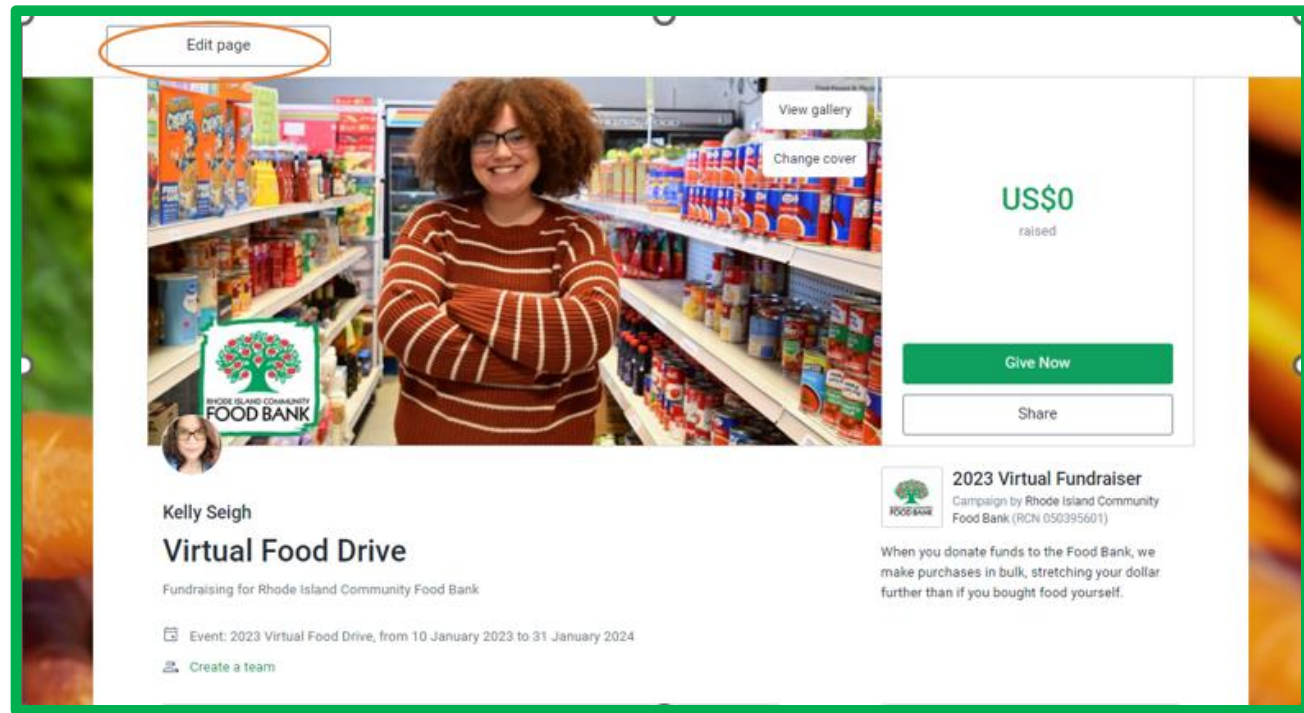 Edit page
View gallery
Change cover
US$0
raised
Give Now
Share
RHODE ISLAND COMMUNITY
FOOD BANK
Kelly Seigh
Virtual Food Drive
Fundraising for Rhode Island Community Food Bank
Event: 2023 Virtual Food Drive, from 10 January 2023 to 31 January 2024
Create a team
FOOD BANK
2023 Virtual Fundraiser
Campaign by Rhode Island Community
Food Bank (RCN 050395601)
When you donate funds to the Food Bank, we
make purchases in bulk, stretching your dollar
further than if you bought food yourself.